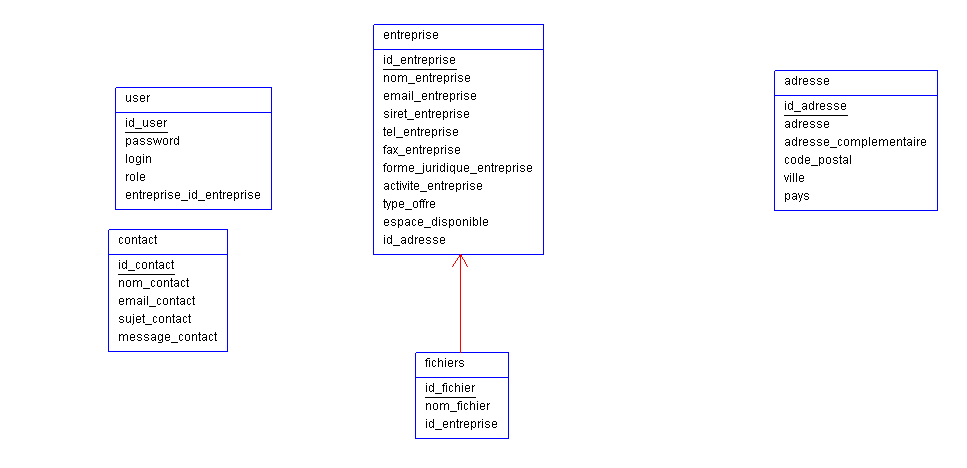 user
id_user
password
login
role
entreprise_id_entreprise
contact
id_contact
nom_contact
email_contact
sujet_contact
message_contact
entreprise
id_entreprise
nom_entreprise
email_entreprise
siret_entreprise
tel_entreprise
fax_entreprise
forme_juridique_entreprise
activite_entreprise
type_offre
espace_disponible
id_adresse
fichiers
id_fichier
nom_fichier
id_entreprise
adresse
id_adresse
adresse
adresse_complementaire
code_postal
ville
pays